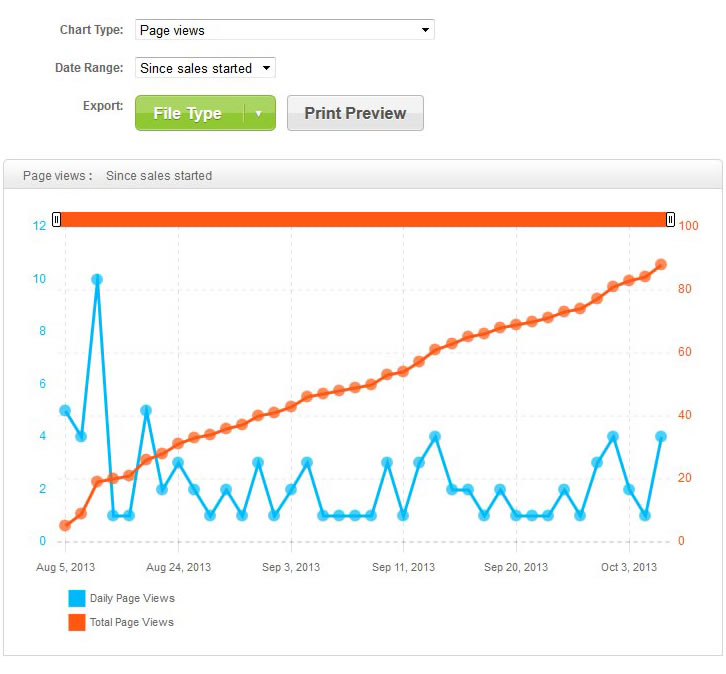 Chart Type: Page views
Date Range: Since sales started
Export: File Type Print Preview
Page views : Since sales started
12 100
10
80
8
60
6
4 40
2 20
0 0
Aug 5, 2013 Aug 24, 2013 Sep 3, 2013 Sep 11, 2013 Sep 20, 2013 Oct 3, 2013
Daily Page Views
Total Page Views